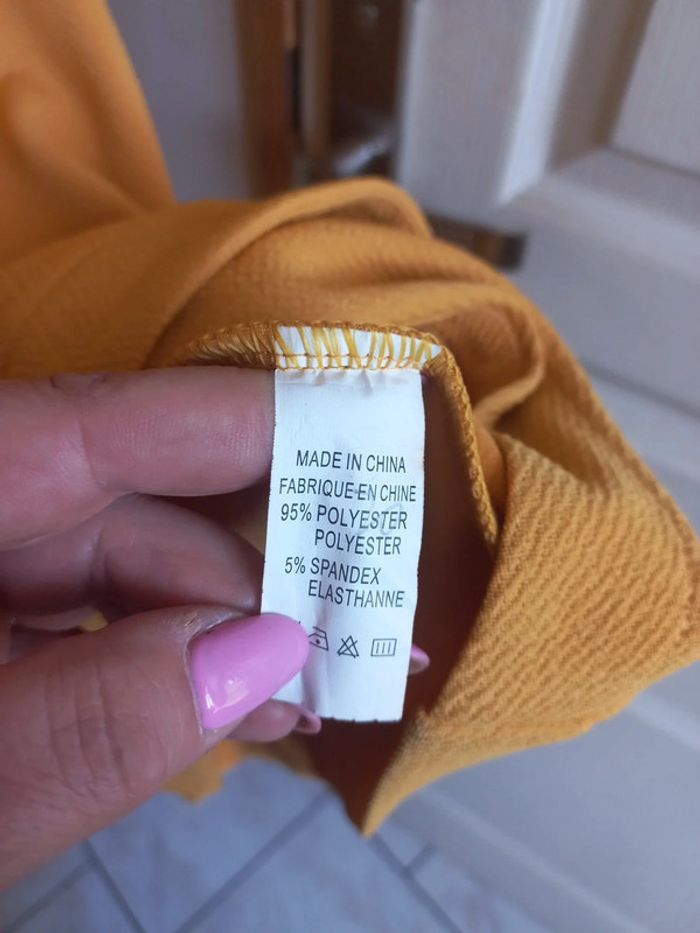 MADE IN CHINA
FABRIQUE EN CHINE
95% POLYESTER
POLYESTER
5% SPANDEX
ELASTHANNE